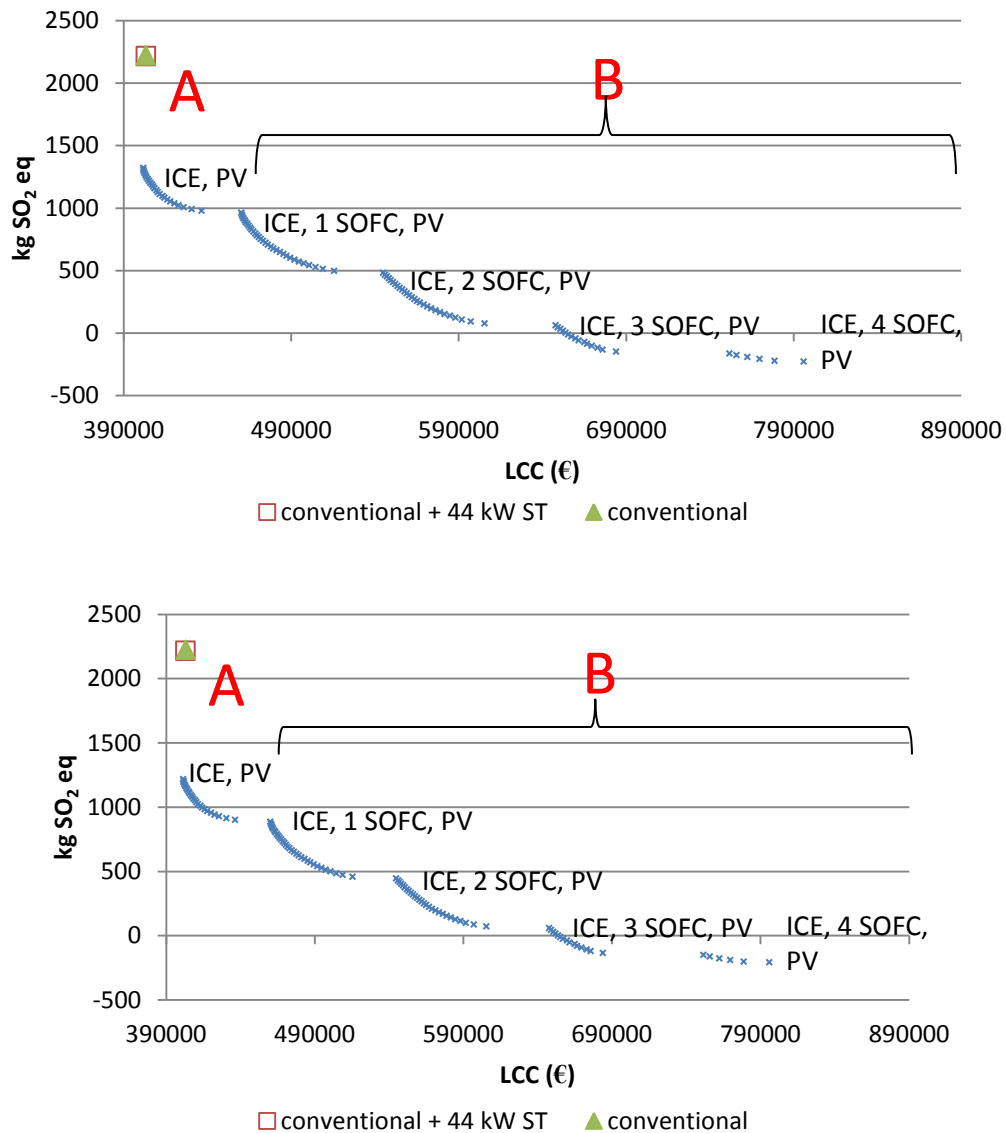 2500
2000
1500
1000
500
0
-500
kg SO₂ eq
A
B
ICE, PV
ICE, 1 SOFC, PV
ICE, 2 SOFC, PV
ICE, 3 SOFC, PV
ICE, 4 SOFC,
PV
390000 490000 590000 690000 790000 890000
LCC (€)
conventional + 44 kW ST conventional
2500
2000
1500
1000
500
0
-500
kg SO₂ eq
A
B
ICE, PV
ICE, 1 SOFC, PV
ICE, 2 SOFC, PV
ICE, 3 SOFC, PV
ICE, 4 SOFC,
PV
390000 490000 590000 690000 790000 890000
LCC (€)
conventional + 44 kW ST conventional